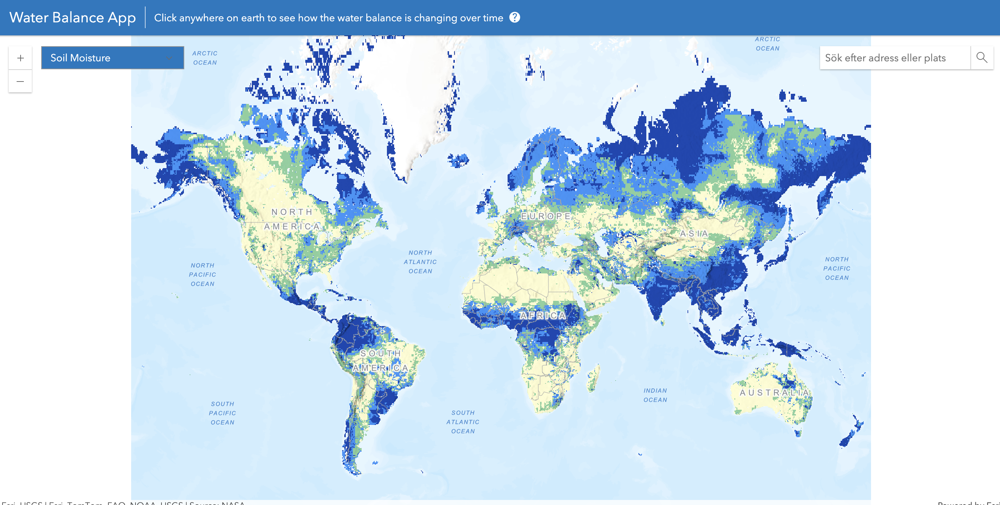 Water Balance App
Click anywhere on earth to see how the water balance is changing over time ?
+
Soil Moisture
−
Sök efter adress eller plats
ARCTIC
OCEAN
ARCTIC
OCEAN
NORTH
AMERICA
EUROPE
ASIA
NORTH
PACIFIC
OCEAN
NORTH
ATLANTIC
OCEAN
NORTH
PACIFIC
OCEAN
AFRICA
SOUTH
AMERICA
INDIAN
OCEAN
AUSTRALIA
SOUTH
PACIFIC
OCEAN
SOUTH
ATLANTIC
OCEAN
Esri, USGS | Esri, TomTom, FAO, NOAA, USGS | Source: NASA
Powered by Esri